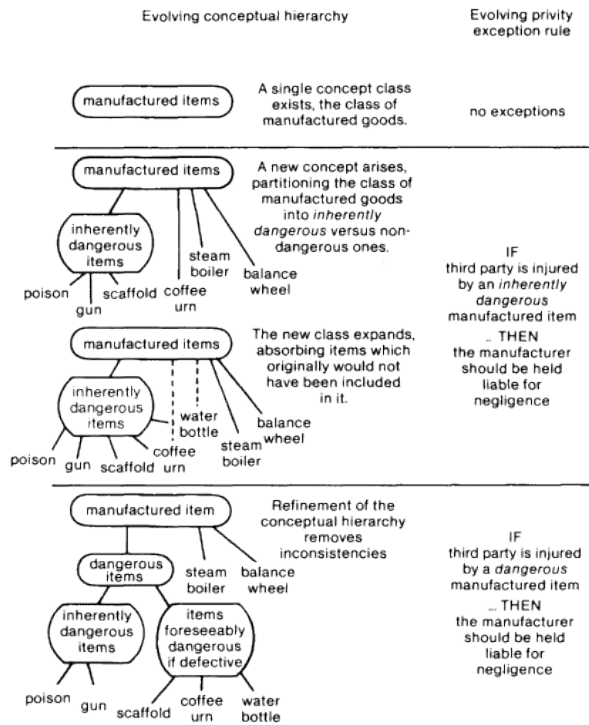 Evolving conceptual hierarchy
Evolving privity
exception rule
manufactured items
A single concept class
exists, the class of
manufactured goods.
no exceptions
manufactured items
A new concept arises,
partitioning the class of
manufactured goods
into inherently
dangerous versus non-
dangerous ones.
inherently
dangerous
items
poison
gun
scaffold
coffee
urn
steam
boiler
balance
wheel
IF
third party is injured
by an inherently
dangerous
manufactured item
... THEN
the manufacturer
should be held
liable for
negligence
manufactured items
The new class expands,
absorbing items which
originally would not
have been included
in it.
inherently
dangerous
items
poison
gun
scaffold
coffee
urn
water
bottle
steam
boiler
balance
wheel
manufactured item
Refinement of the
conceptual hierarchy
removes
inconsistencies
dangerous
items
steam
boiler
balance
wheel
inherently
dangerous
items
items
foreseeably
dangerous
if defective
poison
gun
scaffold
coffee
urn
water
bottle
IF
third party is injured
by a dangerous
manufactured item
... THEN
the manufacturer
should be held
liable for
negligence